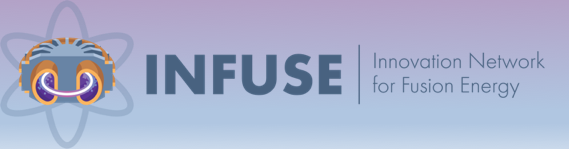 INFUSE
Innovation Network
for Fusion Energy